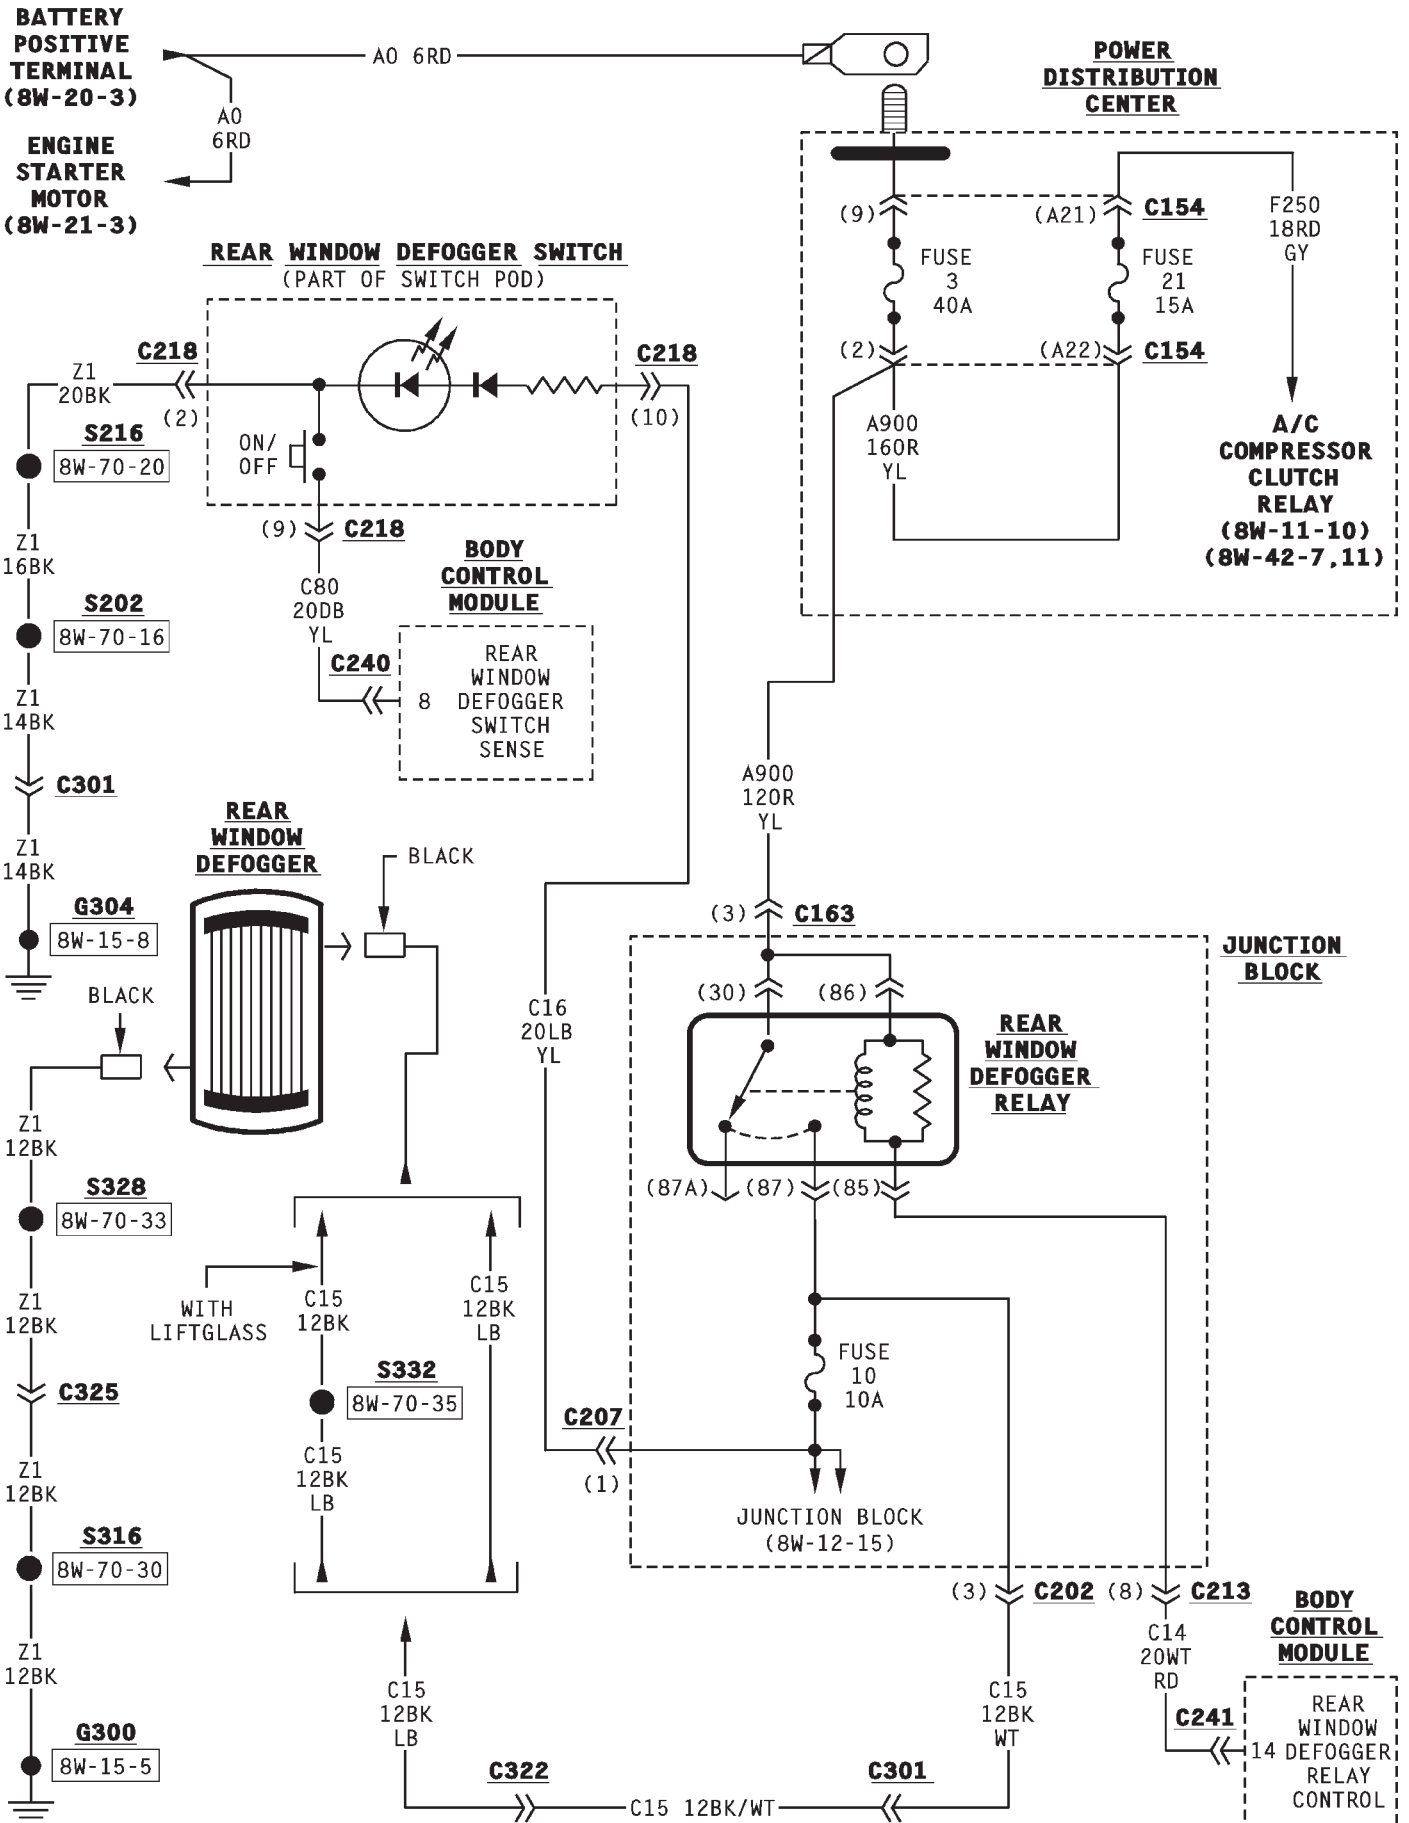 BATTERY
POSITIVE
TERMINAL
(8W-20-3)
A0 6RD
A0
6RD
ENGINE
STARTER
MOTOR
(8W-21-3)
POWER
DISTRIBUTION
CENTER
(9)
(A21)
C154
FUSE
3
40A
FUSE
21
15A
F250
18RD
GY
(2)
(A22)
C154
A900
16OR
YL
A/C
COMPRESSOR
CLUTCH
RELAY
(8W-11-10)
(8W-42-7,11)
REAR WINDOW DEFOGGER SWITCH
(PART OF SWITCH POD)
C218
(2)
C218
(10)
ON/
OFF
(9)
C218
C80
20DB
YL
C240
BODY
CONTROL
MODULE
8
REAR
WINDOW
DEFOGGER
SWITCH
SENSE
Z1
20BK
S216
8W-70-20
Z1
16BK
S202
8W-70-16
Z1
14BK
C301
Z1
14BK
G304
8W-15-8
REAR
WINDOW
DEFOGGER
BLACK
BLACK
Z1
12BK
S328
8W-70-33
Z1
12BK
C325
Z1
12BK
S316
8W-70-30
Z1
12BK
G300
8W-15-5
WITH
LIFTGLASS
C15
12BK
S332
8W-70-35
C15
12BK
LB
C15
12BK
LB
C15
12BK
LB
C322
C15 12BK/WT
C301
C15
12BK
WT
C16
20LB
YL
C207
(1)
A900
12OR
YL
(3)
C163
JUNCTION
BLOCK
(30)
(86)
REAR
WINDOW
DEFOGGER
RELAY
(87A)
(87)
(85)
FUSE
10
10A
JUNCTION BLOCK
(8W-12-15)
(3)
C202
(8)
C213
C14
20WT
RD
C241
BODY
CONTROL
MODULE
14
REAR
WINDOW
DEFOGGER
RELAY
CONTROL